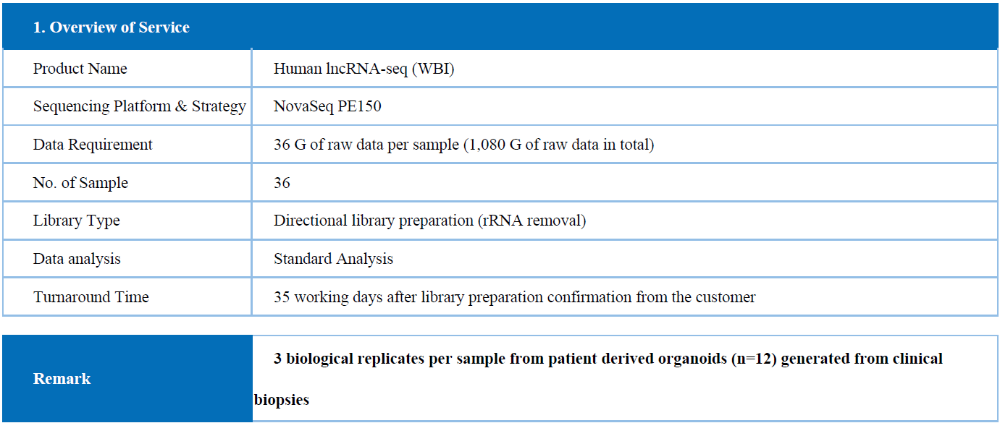 1. Overview of Service
Product Name
Human lncRNA-seq (WBI)
Sequencing Platform & Strategy
NovaSeq PE150
Data Requirement
36 G of raw data per sample (1,080 G of raw data in total)
No. of Sample
36
Library Type
Directional library preparation (rRNA removal)
Data analysis
Standard Analysis
Turnaround Time
35 working days after library preparation confirmation from the customer
Remark
3 biological replicates per sample from patient derived organoids (n=12) generated from clinical
biopsies